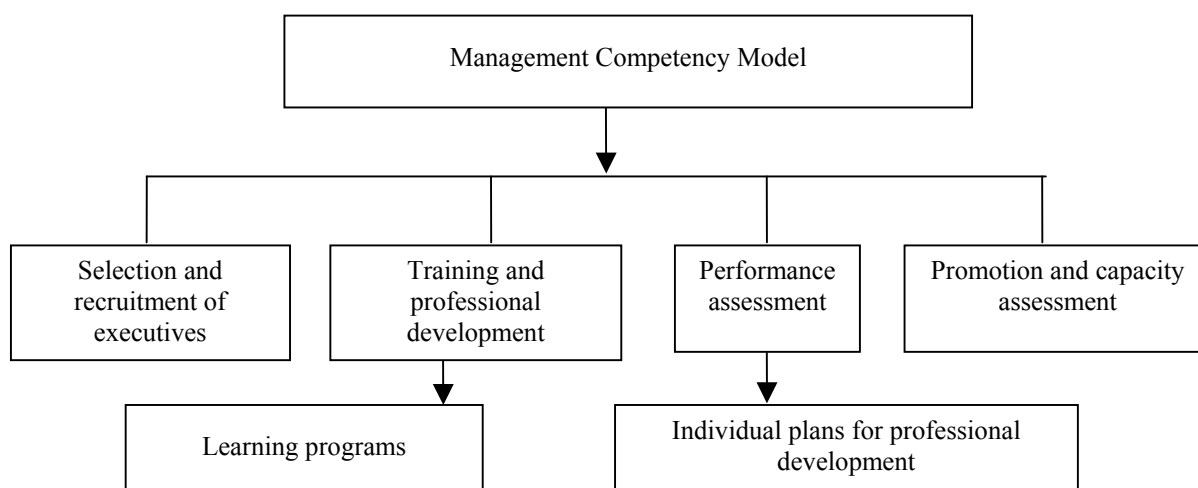 Management Competency Model
Selection and
recruitment of
executives
Training and
professional
development
Performance
assessment
Promotion and capacity
assessment
Learning programs
Individual plans for professional
development